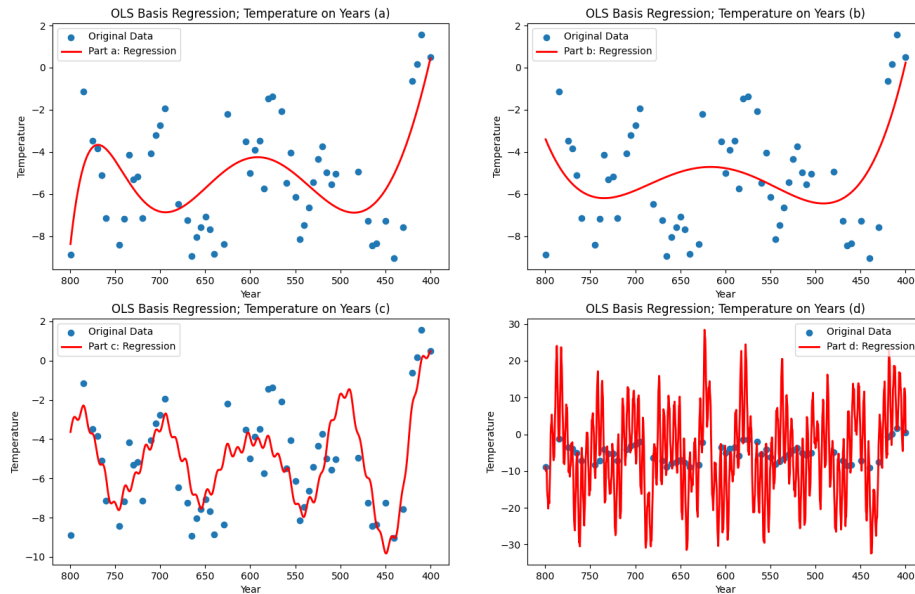 OLS Basis Regression; Temperature on Years (a)
Original Data
Part a: Regression
Temperature
2
0
−2
−4
−6
−8
800 750 700 650 600 550 500 450 400
Year
OLS Basis Regression; Temperature on Years (b)
Original Data
Part b: Regression
Temperature
2
0
−2
−4
−6
−8
800 750 700 650 600 550 500 450 400
Year
OLS Basis Regression; Temperature on Years (c)
Original Data
Part c: Regression
Temperature
2
0
−2
−4
−6
−8
−10
800 750 700 650 600 550 500 450 400
Year
OLS Basis Regression; Temperature on Years (d)
Original Data
Part d: Regression
Temperature
30
20
10
0
−10
−20
−30
800 750 700 650 600 550 500 450 400
Year